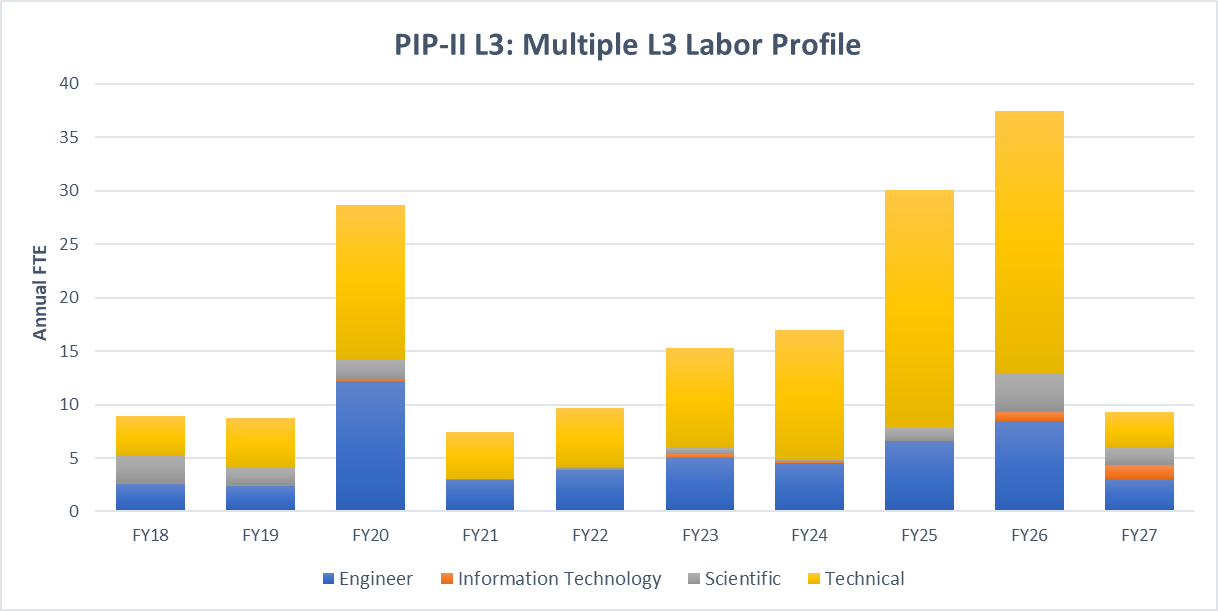 PIP-II L3: Multiple L3 Labor Profile
40
35
30
25
20
15
10
5
0
Annual FTE
FY18 FY19 FY20 FY21 FY22 FY23 FY24 FY25 FY26 FY27
Engineer Information Technology Scientific Technical